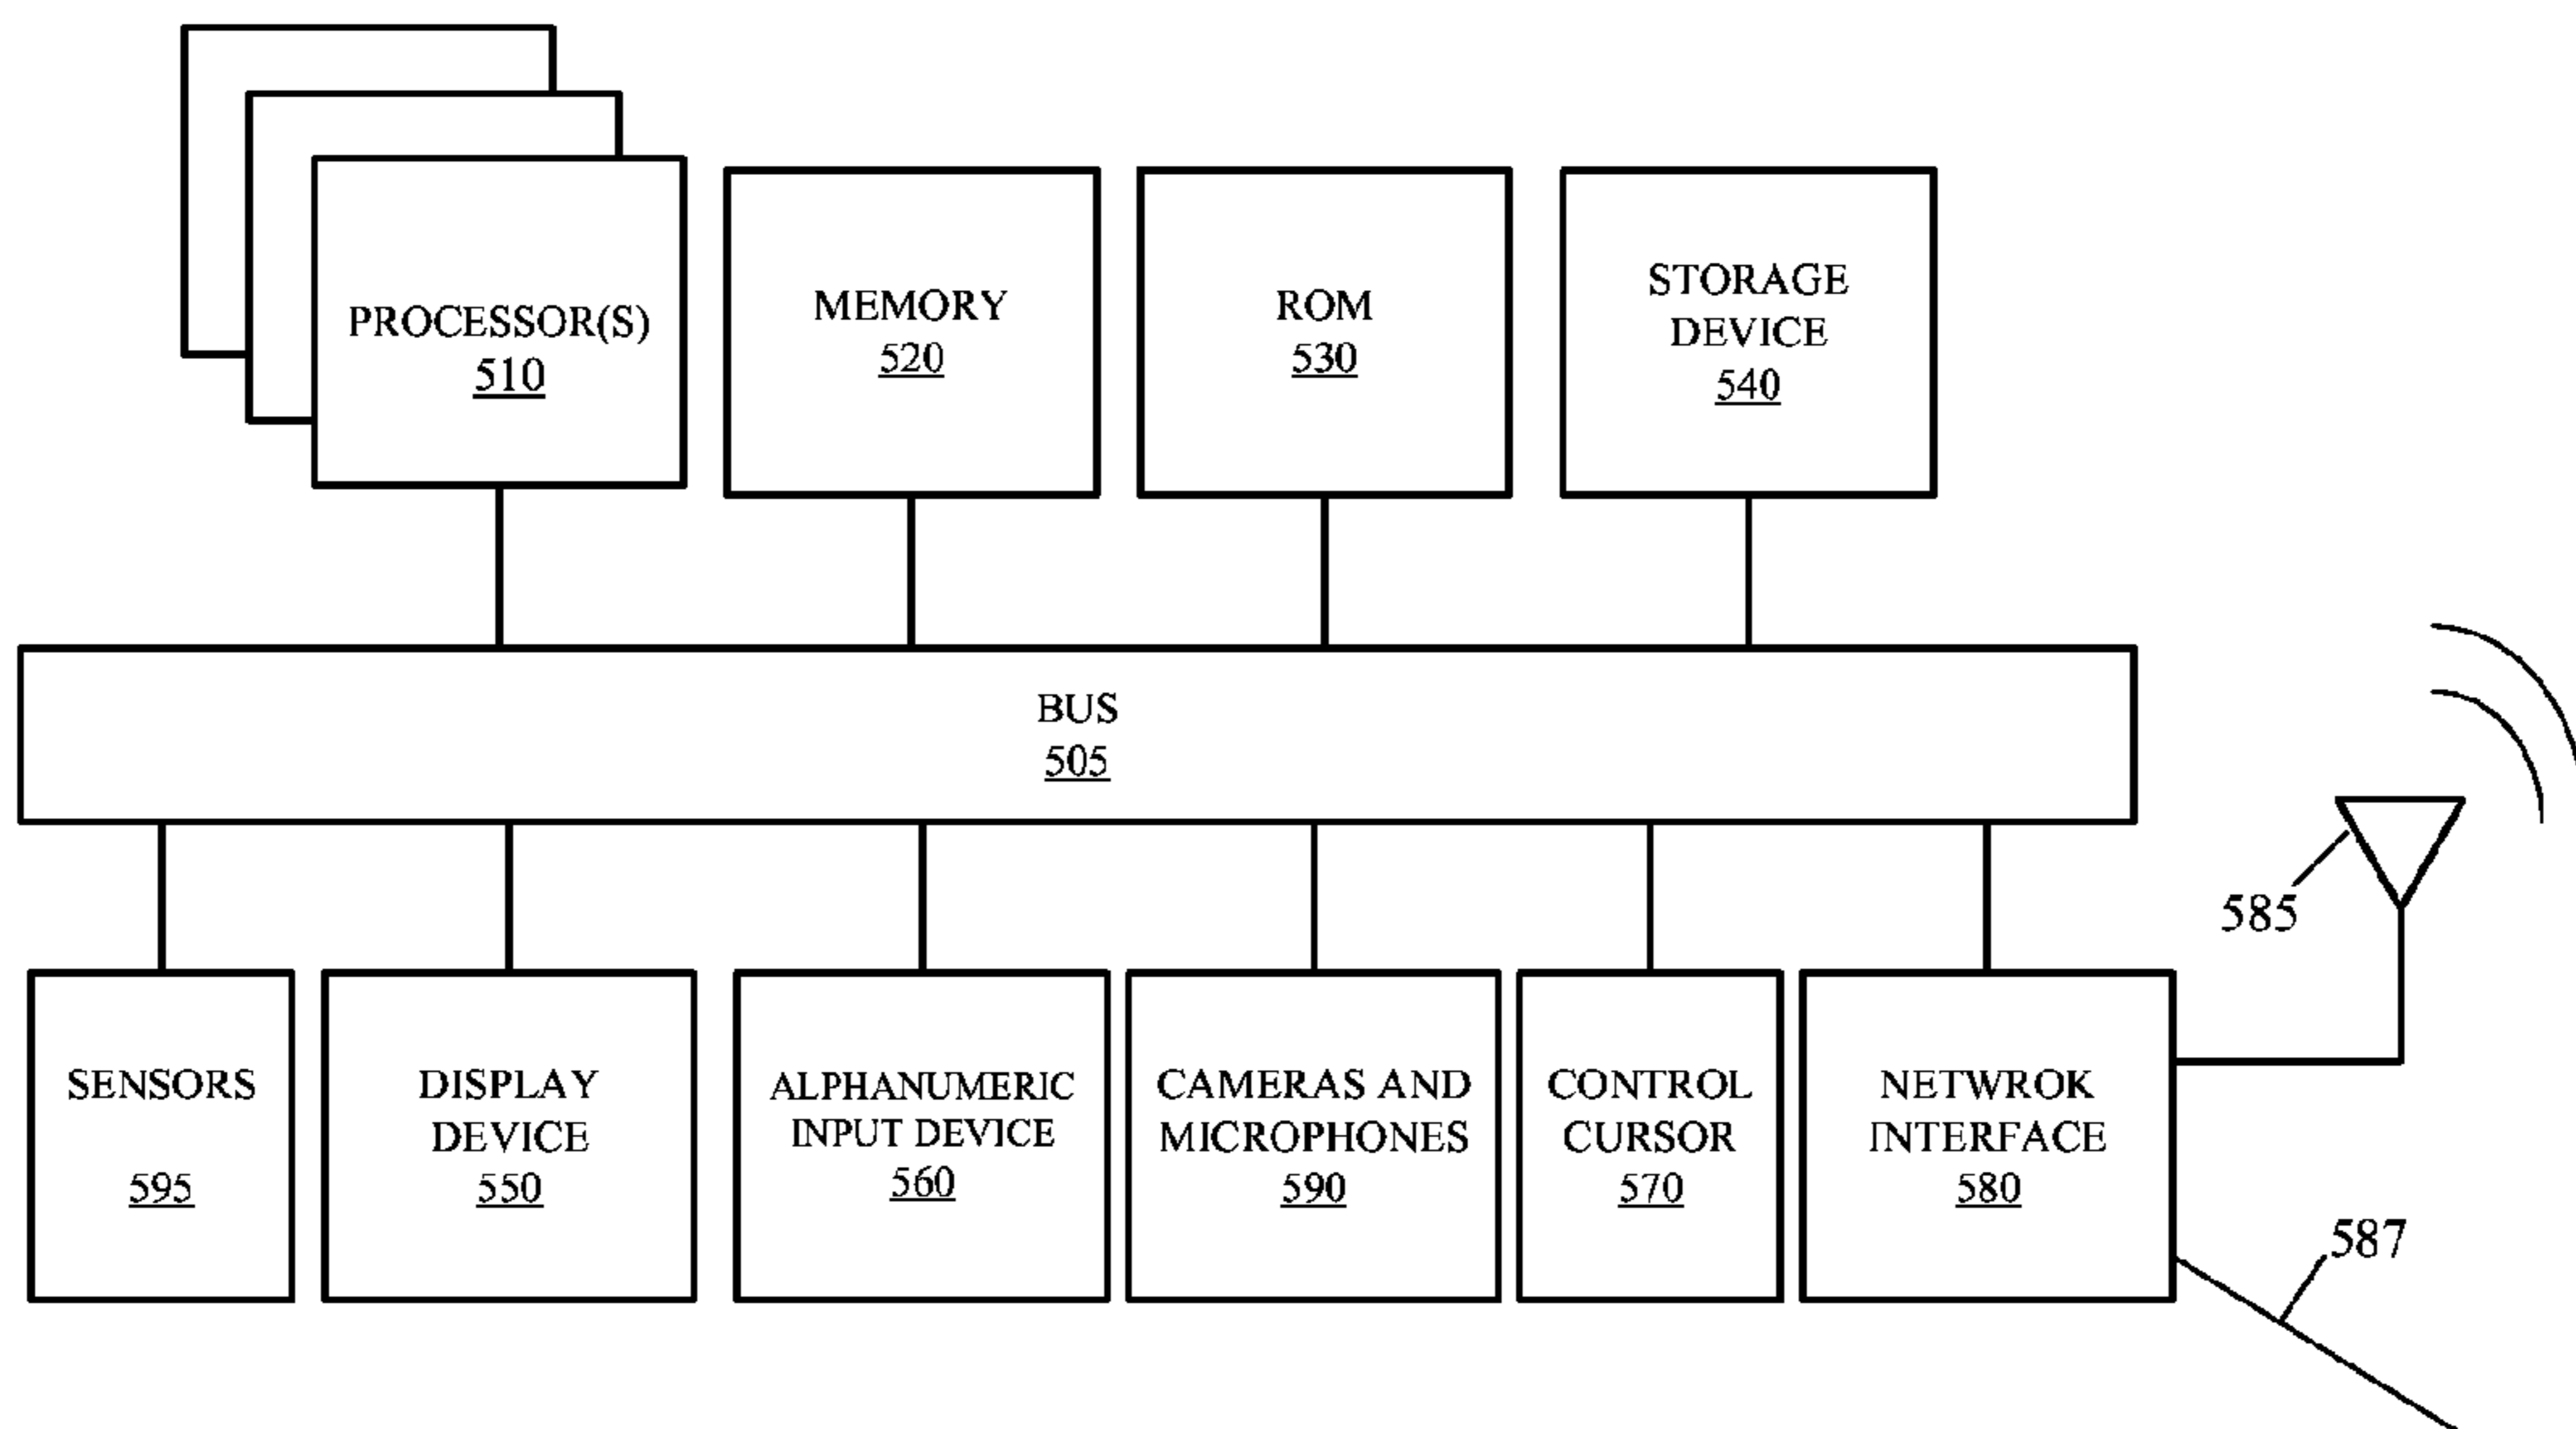 PROCESSOR(S)
510
MEMORY
520
ROM
530
STORAGE
DEVICE
540
BUS
505
585
SENSORS
595
DISPLAY
DEVICE
550
ALPHANUMERIC
INPUT DEVICE
560
CAMERAS AND
MICROPHONES
590
CONTROL
CURSOR
570
NETWROK
INTERFACE
580
587